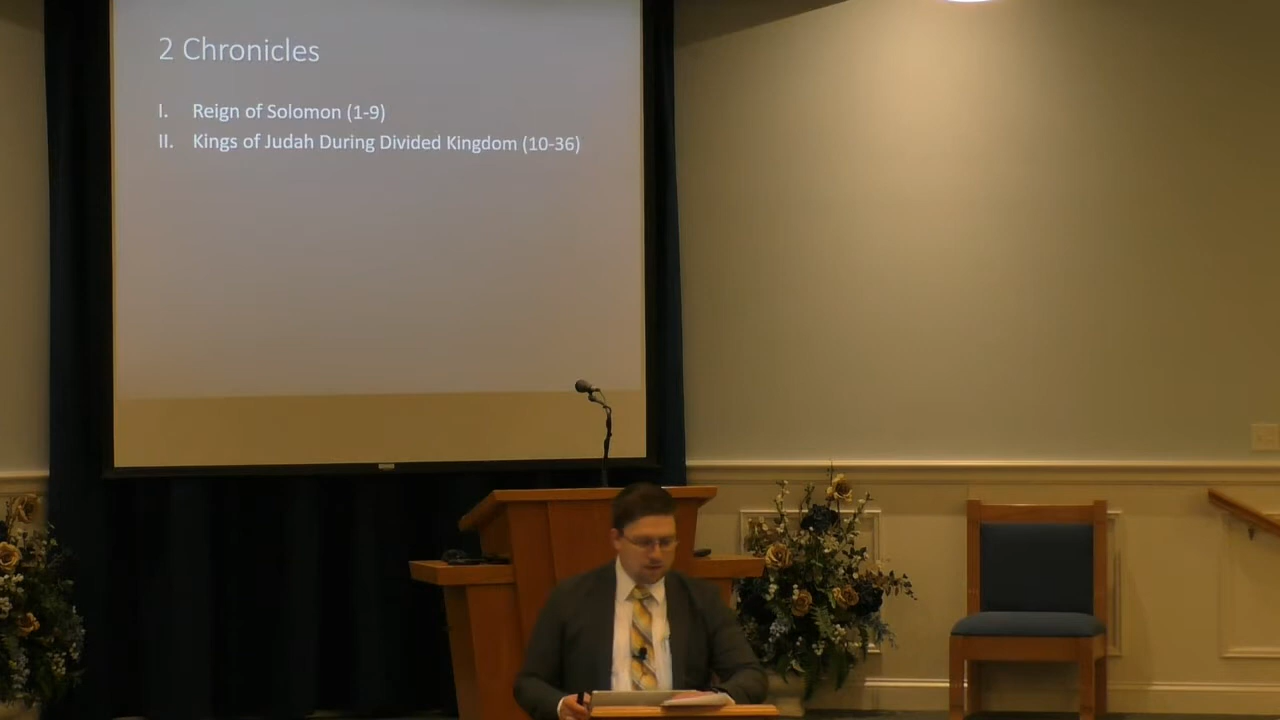 2 Chronicles
I. Reign of Solomon (1-9)
II. Kings of Judah During Divided Kingdom (10-36)